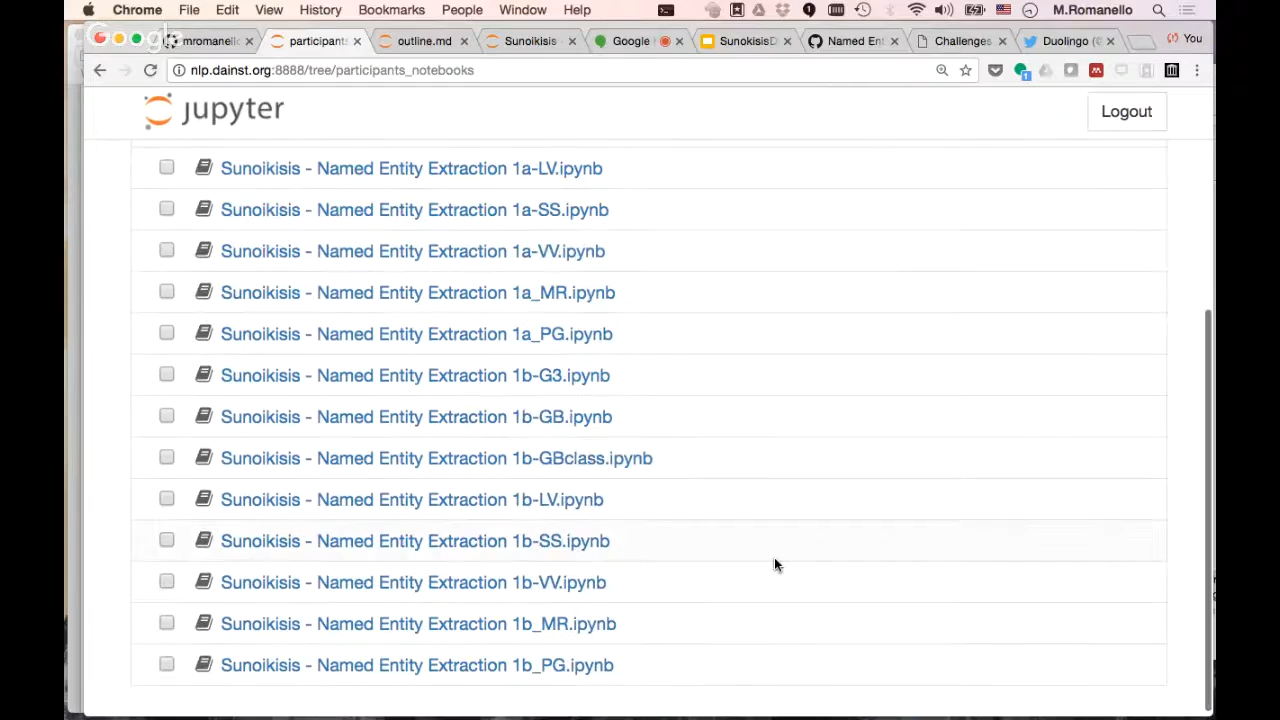 Chrome File Edit View History Bookmarks People Window Help M.Romanello
Google
mromanello participants outline.md Sunoikisis - Google SunokisisD Named Ent Challenges Duolingo ( You
nlp.dainst.org:8888/tree/participants_notebooks
jupyter Logout
Sunoikisis - Named Entity Extraction 1a-LV.ipynb
Sunoikisis - Named Entity Extraction 1a-SS.ipynb
Sunoikisis - Named Entity Extraction 1a-VV.ipynb
Sunoikisis - Named Entity Extraction 1a_MR.ipynb
Sunoikisis - Named Entity Extraction 1a_PG.ipynb
Sunoikisis - Named Entity Extraction 1b-G3.ipynb
Sunoikisis - Named Entity Extraction 1b-GB.ipynb
Sunoikisis - Named Entity Extraction 1b-GBclass.ipynb
Sunoikisis - Named Entity Extraction 1b-LV.ipynb
Sunoikisis - Named Entity Extraction 1b-SS.ipynb
Sunoikisis - Named Entity Extraction 1b-VV.ipynb
Sunoikisis - Named Entity Extraction 1b_MR.ipynb
Sunoikisis - Named Entity Extraction 1b_PG.ipynb